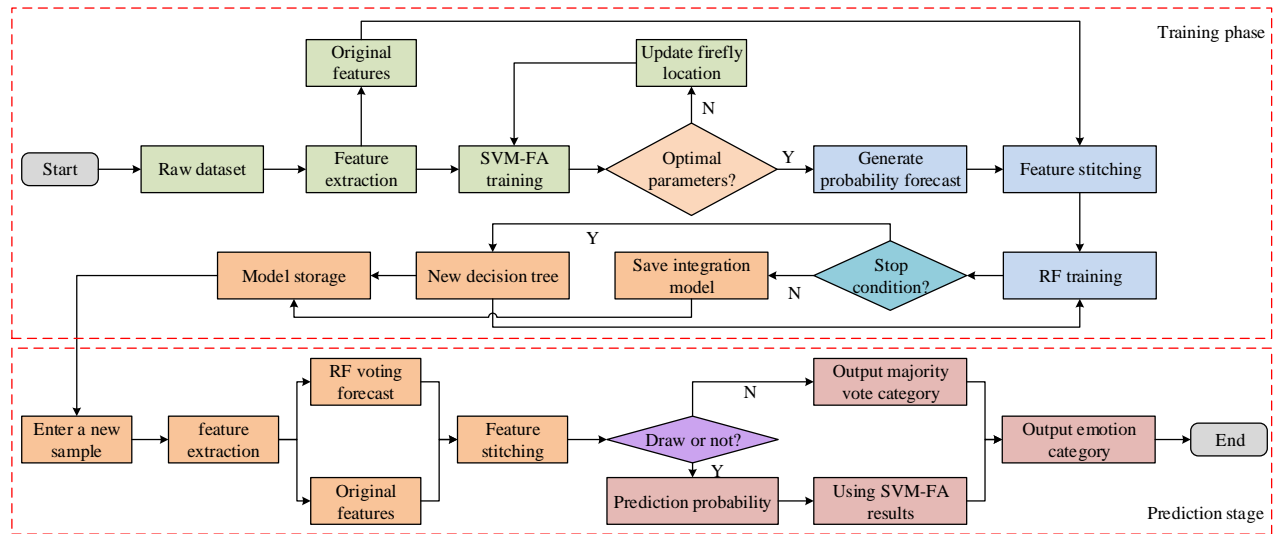 Training phase
Original
features
Update firefly
location
N
Start
Raw dataset
Feature
extraction
SVM-FA
training
Optimal
parameters?
Y
Generate
probability forecast
Feature stitching
Y
Model storage
New decision tree
Save integration
model
N
Stop
condition?
RF training
RF voting
forecast
N
Output majority
vote category
Enter a new
sample
feature
extraction
Feature
stitching
Draw or not?
Output emotion
category
End
Y
Original
features
Prediction probability
Using SVM-FA
results
Prediction stage